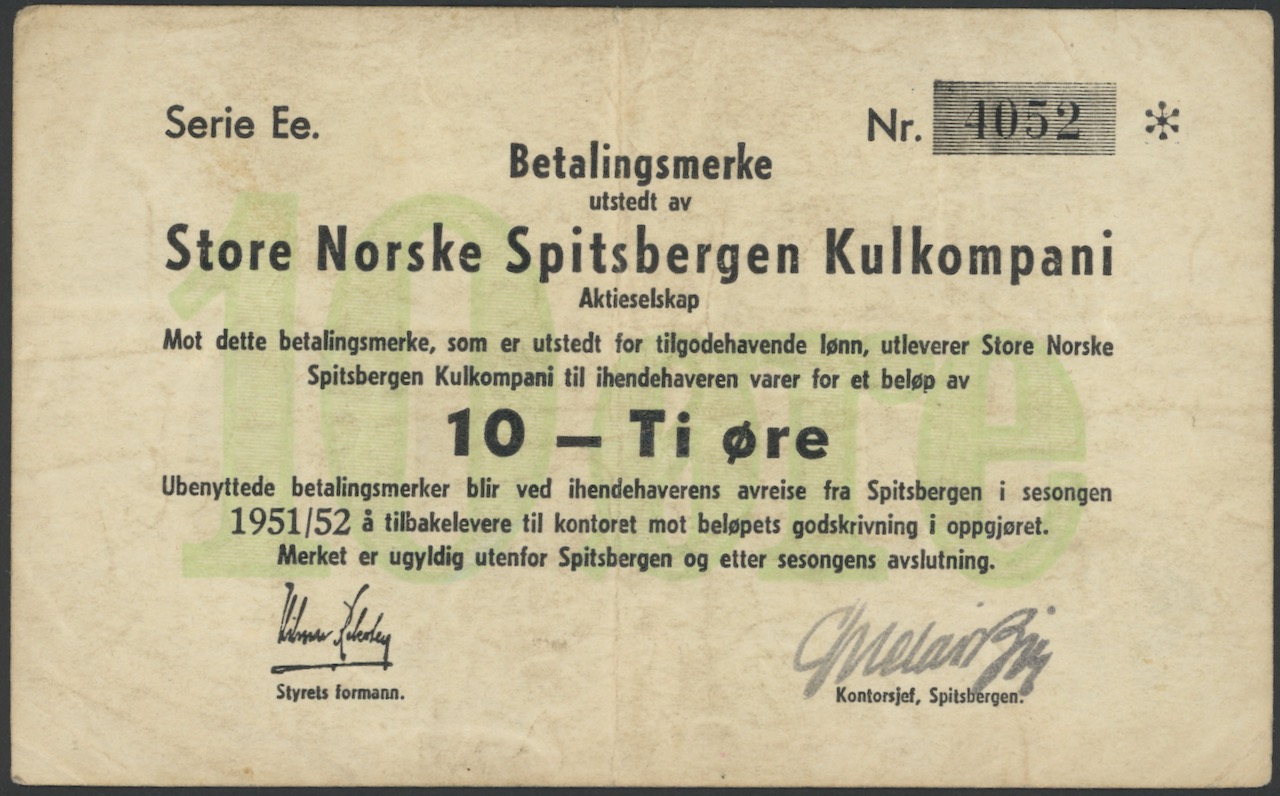 Serie Ee.
Nr. 4052 *
Betalingsmerke
utstedt av
Store Norske Spitsbergen Kulkompani
Aktieselskap
Mot dette betalingsmerke, som er utstedt for tilgodehavende lønn, utleverer Store Norske
Spitsbergen Kulkompani til ihendehaveren varer for et beløp av
10 øre
10 — Ti øre
Ubenyttede betalingsmerker blir ved ihendehaverens avreise fra Spitsbergen i sesongen
1951/52 å tilbakelevere til kontoret mot beløpets godskrivning i oppgjøret.
Merket er ugyldig utenfor Spitsbergen og etter sesongens avslutning.
Styrets formann.
Kontorsjef, Spitsbergen.